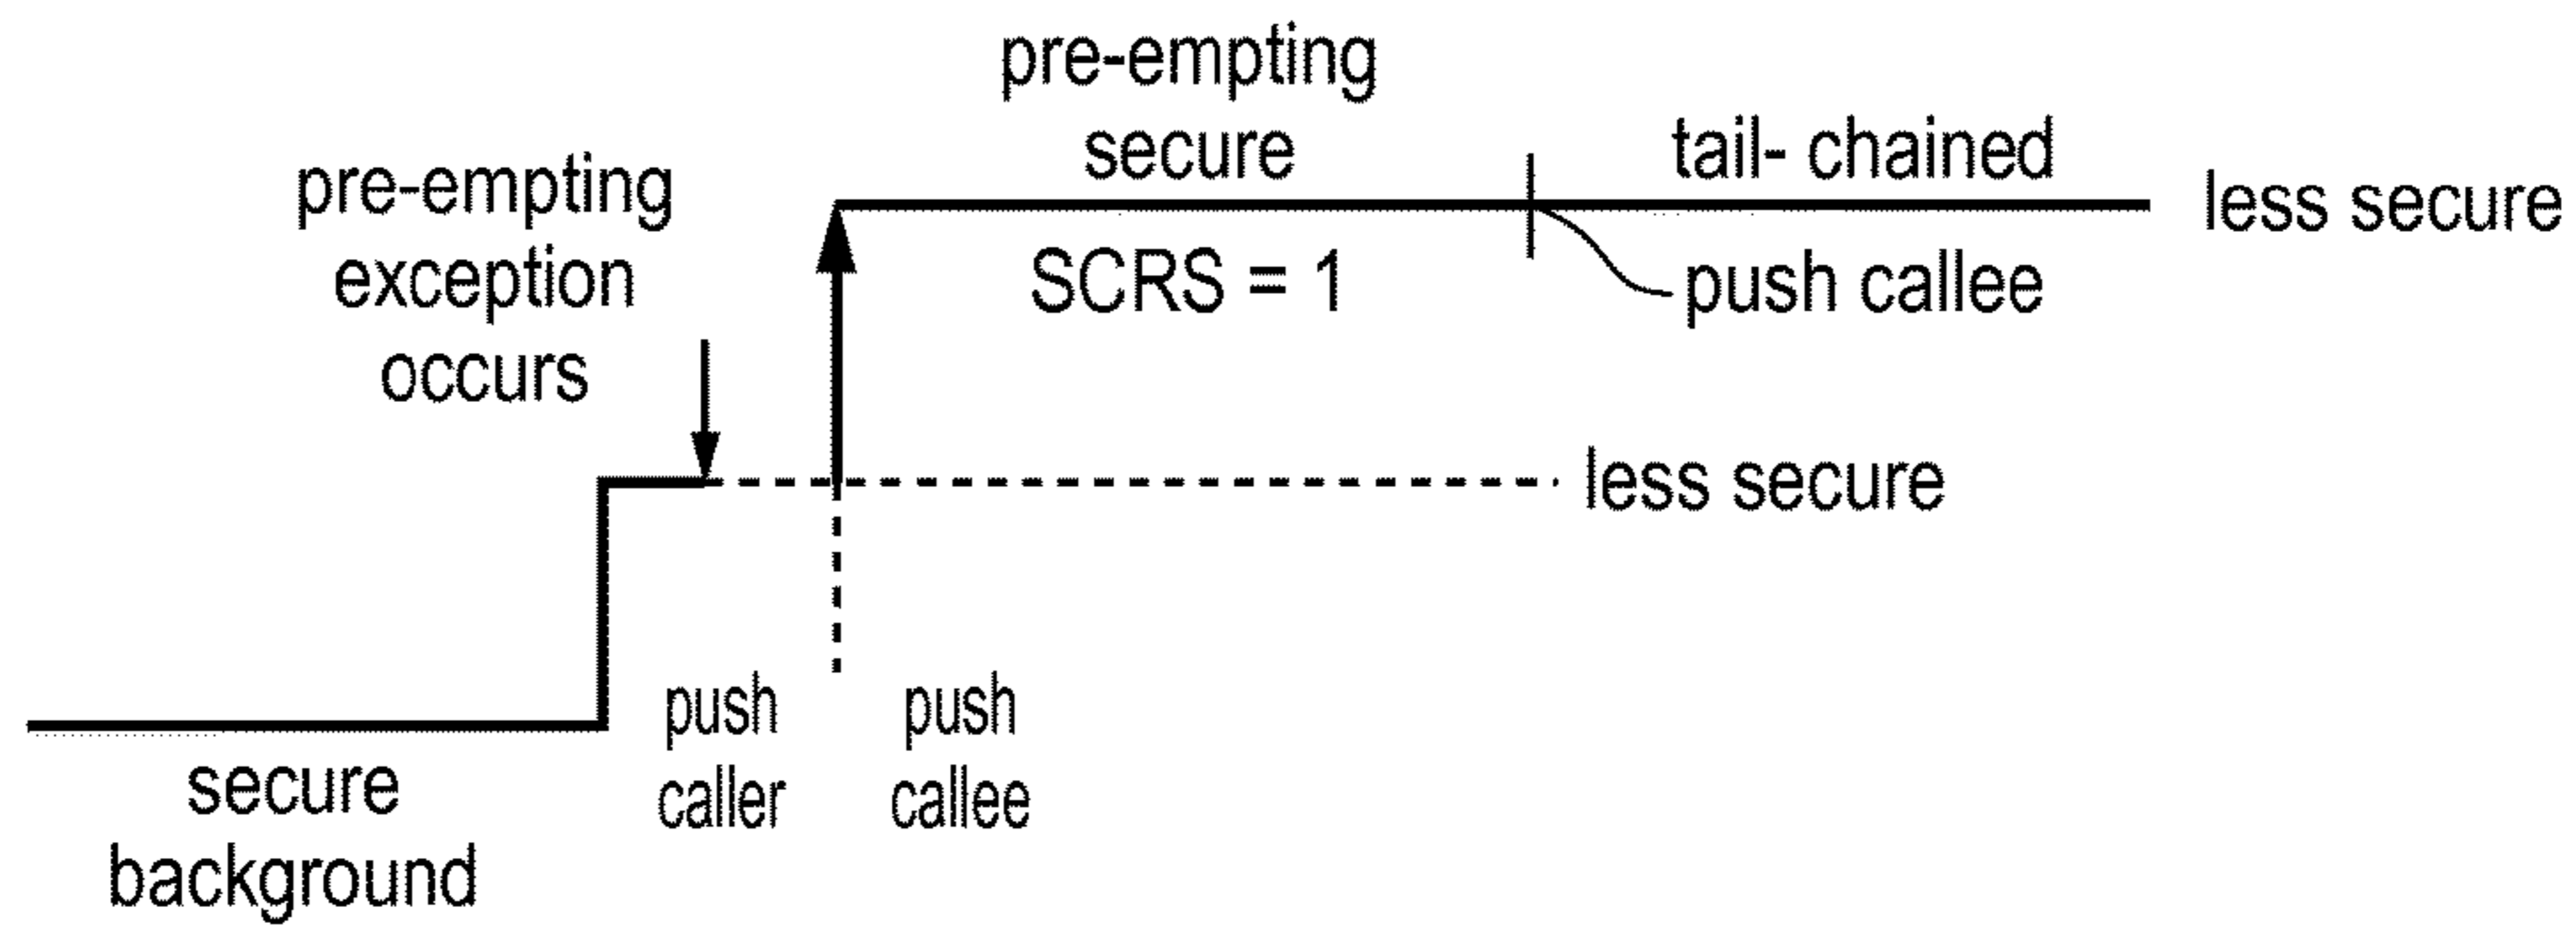 pre-empting
secure
tail- chained
less secure
pre-empting
exception
occurs
SCRS = 1
push callee
less secure
push
caller
push
callee
secure
background